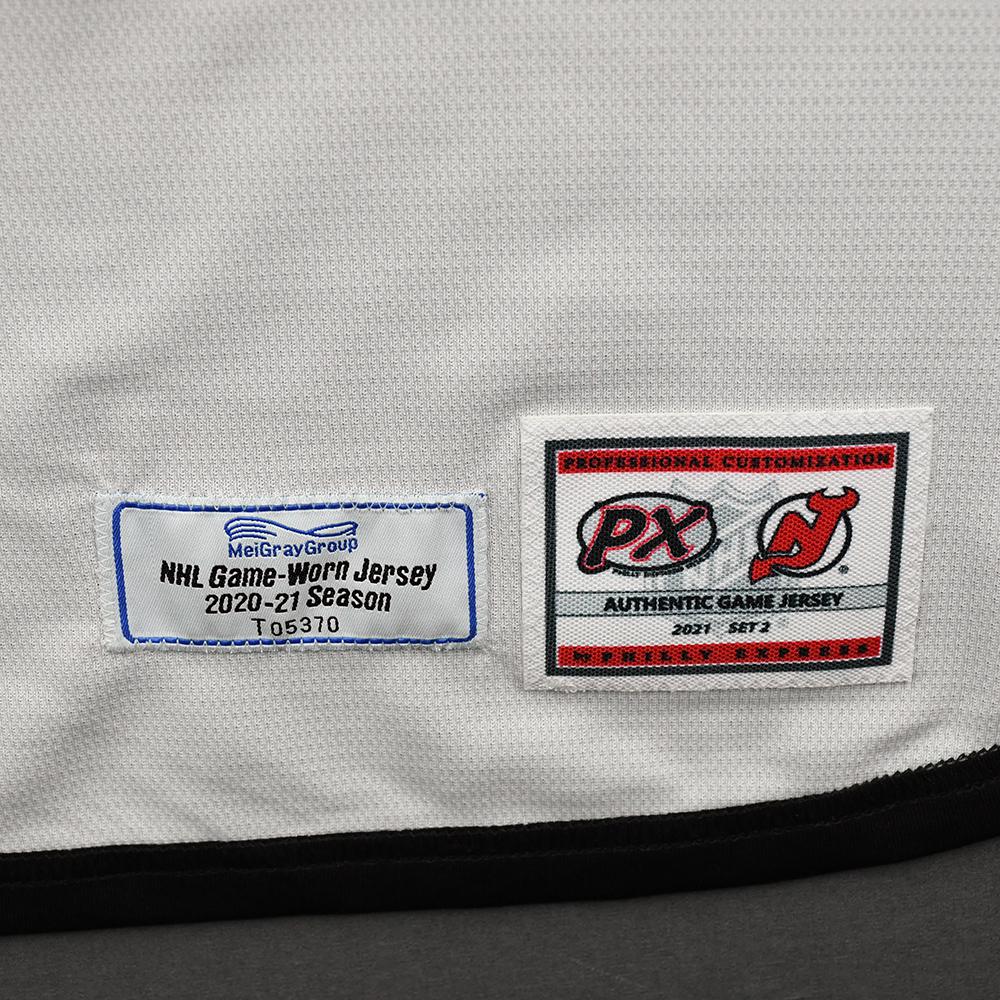 MeiGrayGroup
NHL Game-Worn Jersey
2020-21 Season
T05370
PROFESSIONAL CUSTOMIZATION
PX
NJ
AUTHENTIC GAME JERSEY
2021 SET 2
PHILLY EXPRESS